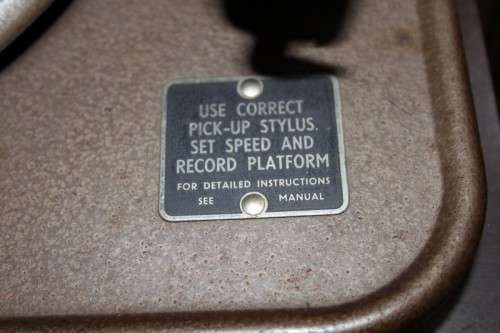 USE CORRECT
PICK-UP STYLUS.
SET SPEED AND
RECORD PLATFORM
FOR DETAILED INSTRUCTIONS
SEE MANUAL